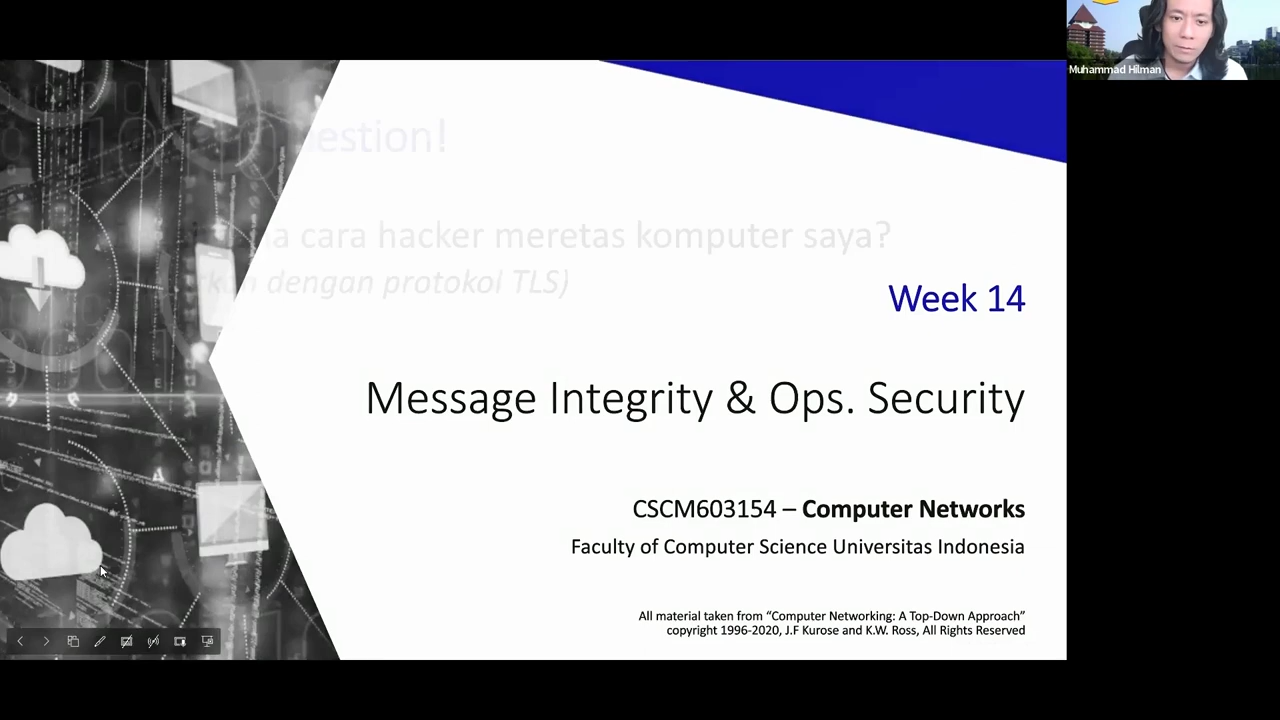 Muhammad Hilman
estion!
a cara hacker meretas komputer saya?
dengan protokol TLS)
Week 14
Message Integrity & Ops. Security
CSCM603154 – Computer Networks
Faculty of Computer Science Universitas Indonesia
All material taken from “Computer Networking: A Top-Down Approach”
copyright 1996-2020, J.F Kurose and K.W. Ross, All Rights Reserved